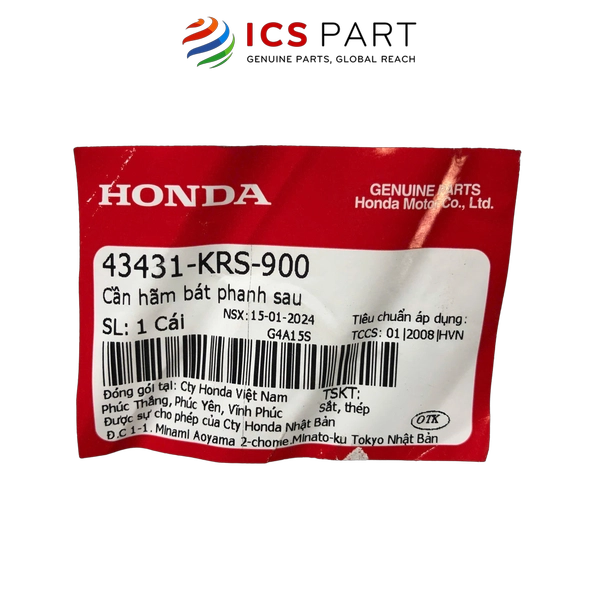 ICS PART
GENUINE PARTS, GLOBAL REACH
HONDA
GENUINE PARTS
Honda Motor Co., Ltd.
43431-KRS-900
Cần hãm bát phanh sau
SL: 1 Cái
NSX: 15-01-2024
G4A15S
Tiêu chuẩn áp dụng :
TCCS: 01|2008|HVN
Đóng gói tại: Cty Honda Việt Nam
Phúc Thắng, Phúc Yên, Vĩnh Phúc
Được sự cho phép của Cty Honda Nhật Bản
Đ.C 1-1. Minami Aoyama 2-chome.Minato-ku Tokyo Nhật Bản
TSKT:
Sắt, thép
OTK